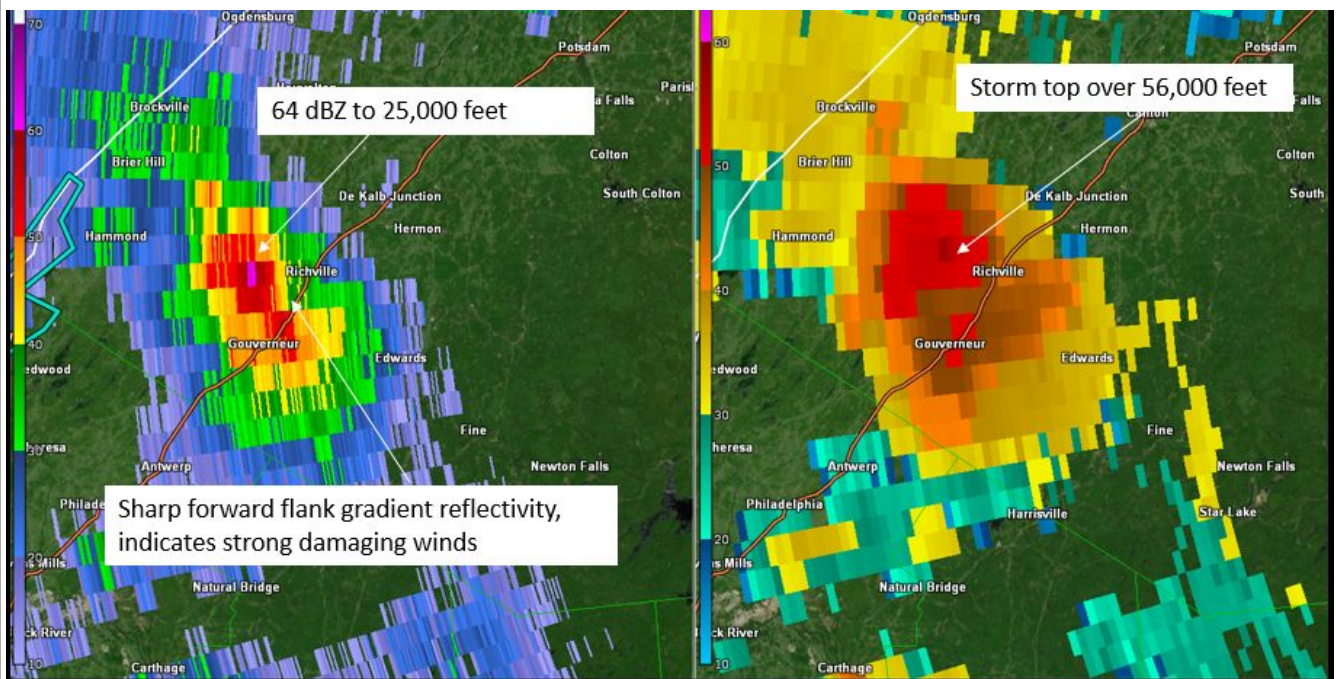 70
Ogdensburg
Potsdam
64 dBZ to 25,000 feet
Brockville
60
Brier Hill
Colton
De Kalb Junction
South Colton
50
Hammond
Hermon
Richville
40
Gouverneur
Edwards
30
Fine
Antwerp
Newton Falls
Sharp forward flank gradient reflectivity,
indicates strong damaging winds
20
Natural Bridge
10
Carthage
Ogdensburg
60
Potsdam
Storm top over 56,000 feet
Brockville
Falls
Canton
50
Brier Hill
Colton
De Kalb Junction
South
Hammond
Hermon
Richville
40
Gouverneur
Edwards
30
Fine
Antwerp
Newton Falls
Philadelphia
Harrisville
Star Lake
20
Natural Bridge
10
Carthage